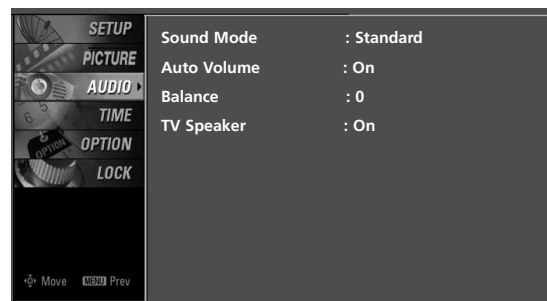 SETUP
PICTURE
AUDIO
TIME
OPTION
LOCK
Move MENU Prev
Sound Mode : Standard
Auto Volume : On
Balance : 0
TV Speaker : On